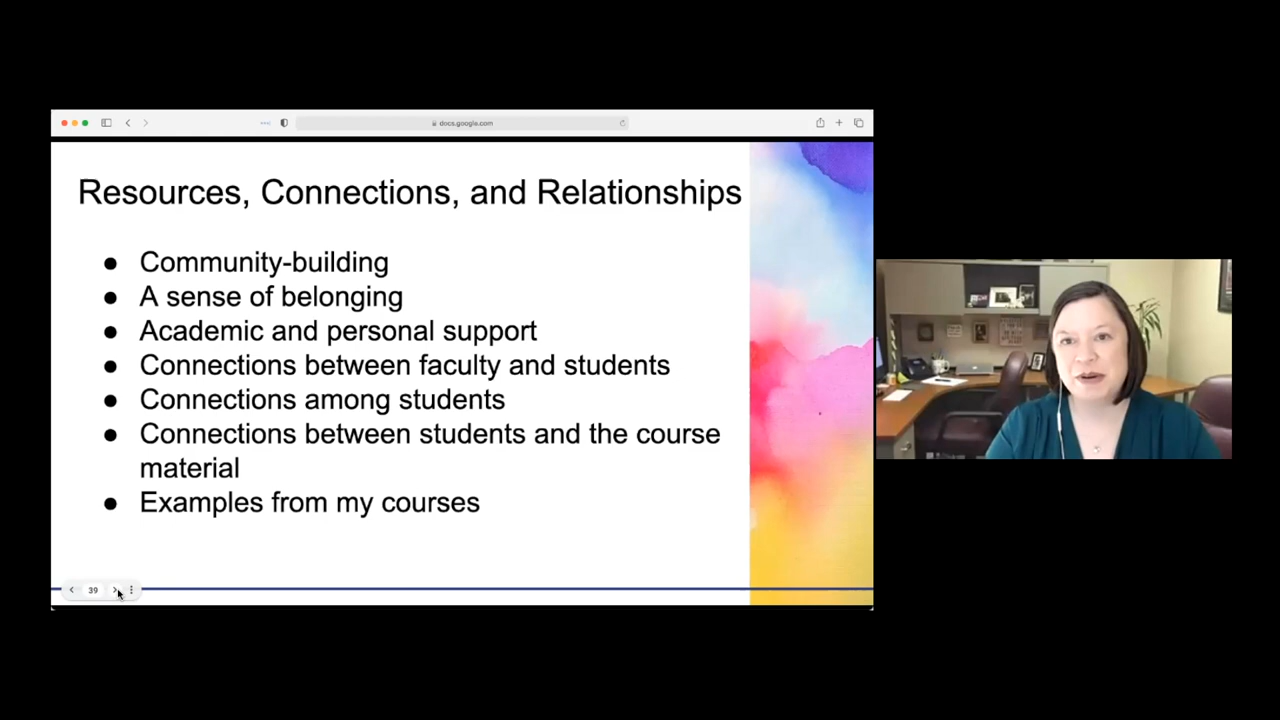 docs.google.com
Resources, Connections, and Relationships
● Community-building
● A sense of belonging
● Academic and personal support
● Connections between faculty and students
● Connections among students
● Connections between students and the course
material
● Examples from my courses
39